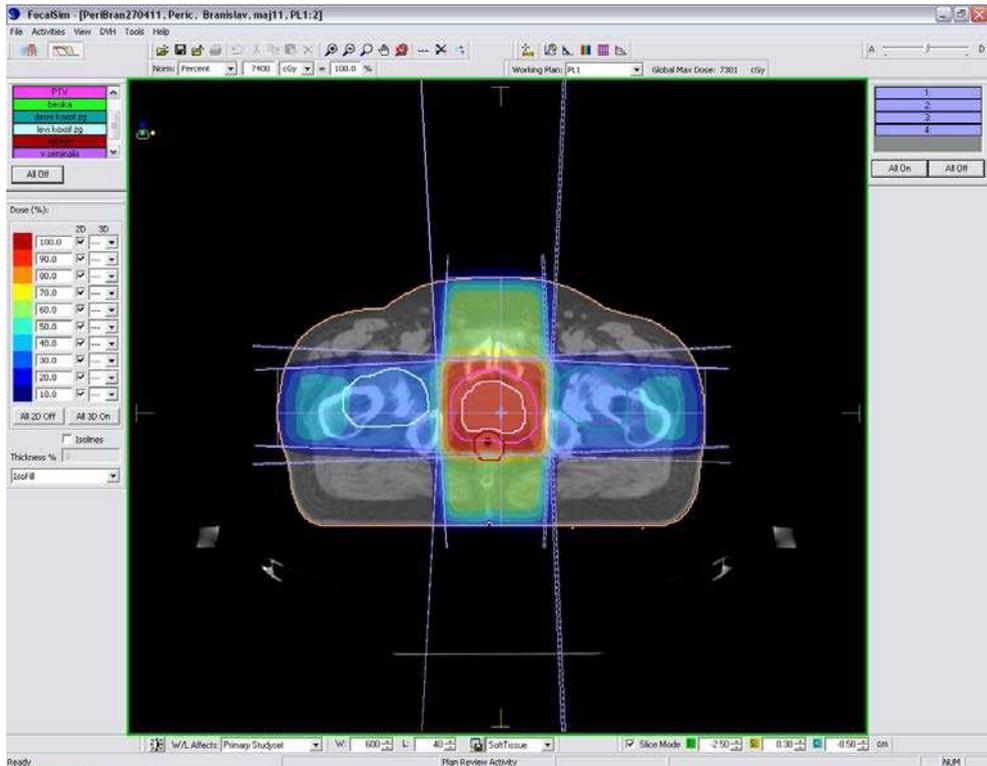 FocalSim - [PeriBran270411, Peric, Branislav, maj11, PL1:2]
File Activities View DVH Tools Help
A D
Norm: Percent 7400 cGy = 100.0 %
Working Plan: PL1 Global Max Dose: 7301 cGy
PTV
besika
desni koxof zg
levi koxof zg
v seminalis
All Off
1
2
3
4
All On All Off
Dose (%):
2D 3D
100.0
90.0
80.0
70.0
60.0
50.0
40.0
30.0
20.0
10.0
All 2D Off All 3D On
Isolines
Thickness %
IsoFill
W/L Affects: Primary Studyset W: 600 L: 40 SoftTissue Slice Mode -2.50 S: 0.30 -0.50 cm
Ready Plan Review Activity NUM